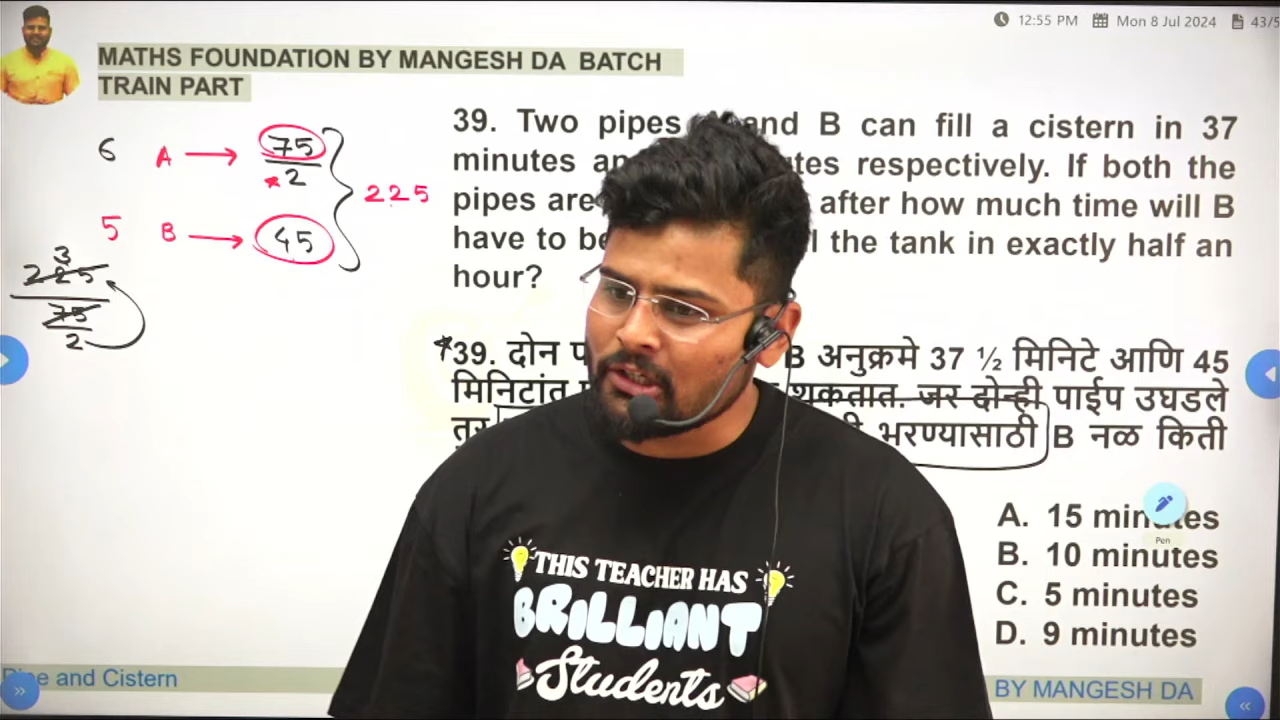 12:55 PM Mon 8 Jul 2024 43/5
MATHS FOUNDATION BY MANGESH DA BATCH
TRAIN PART
6 A → 75/2
225
5 B → 45
3
225
75
2
39. Two pipes and B can fill a cistern in 37
minutes respectively. If both the
pipes are after how much time will B
have to the tank in exactly half an
hour?
*39. दोन B अनुक्रमे 37 ½ मिनिटे आणि 45
मिनिटांत शकतात. जर दोन्ही पाईप उघडले
तर भरण्यासाठी B नळ किती
A. 15 minutes
Pen
B. 10 minutes
C. 5 minutes
D. 9 minutes
THIS TEACHER HAS
BRILLIANT
Students
and Cistern
BY MANGESH DA